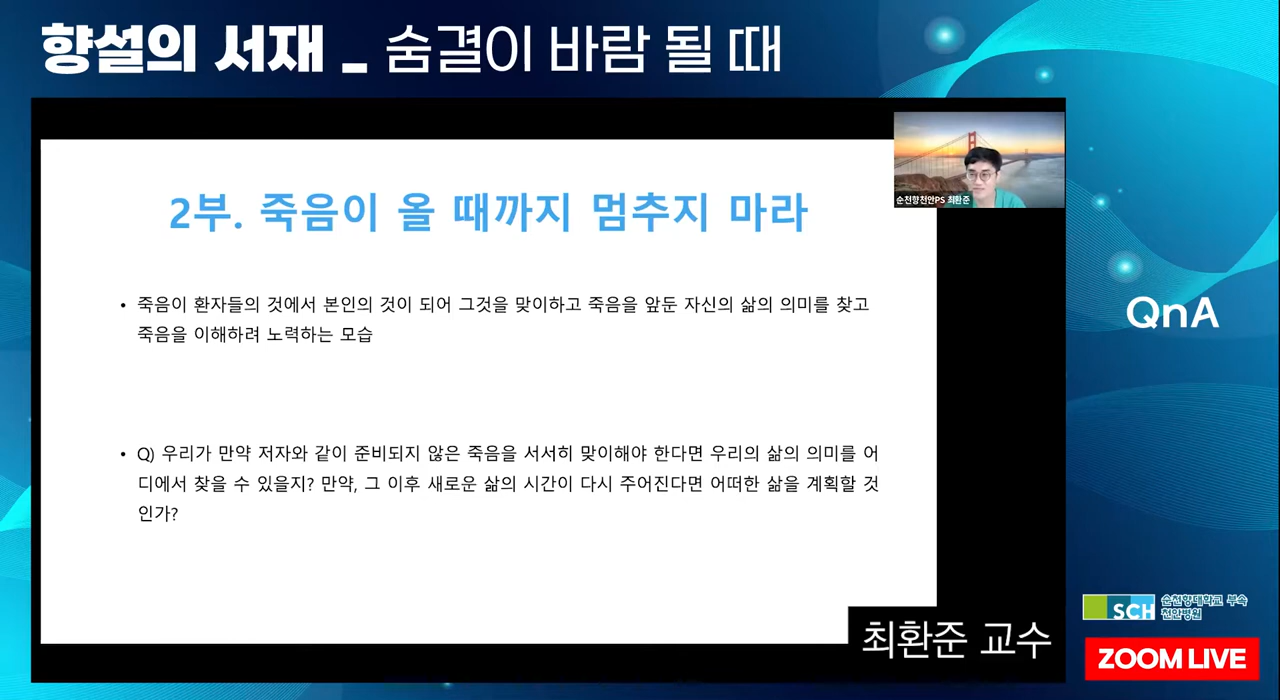 향설의 서재 _ 숨결이 바람 될 때
순천향천안PS 최환준
2부. 죽음이 올 때까지 멈추지 마라
• 죽음이 환자들의 것에서 본인의 것이 되어 그것을 맞이하고 죽음을 앞둔 자신의 삶의 의미를 찾고
죽음을 이해하려 노력하는 모습
QnA
• Q) 우리가 만약 저자와 같이 준비되지 않은 죽음을 서서히 맞이해야 한다면 우리의 삶의 의미를 어
디에서 찾을 수 있을지? 만약, 그 이후 새로운 삶의 시간이 다시 주어진다면 어떠한 삶을 계획할 것
인가?
최환준 교수
SCH
순천향대학교 부속
천안병원
ZOOM LIVE